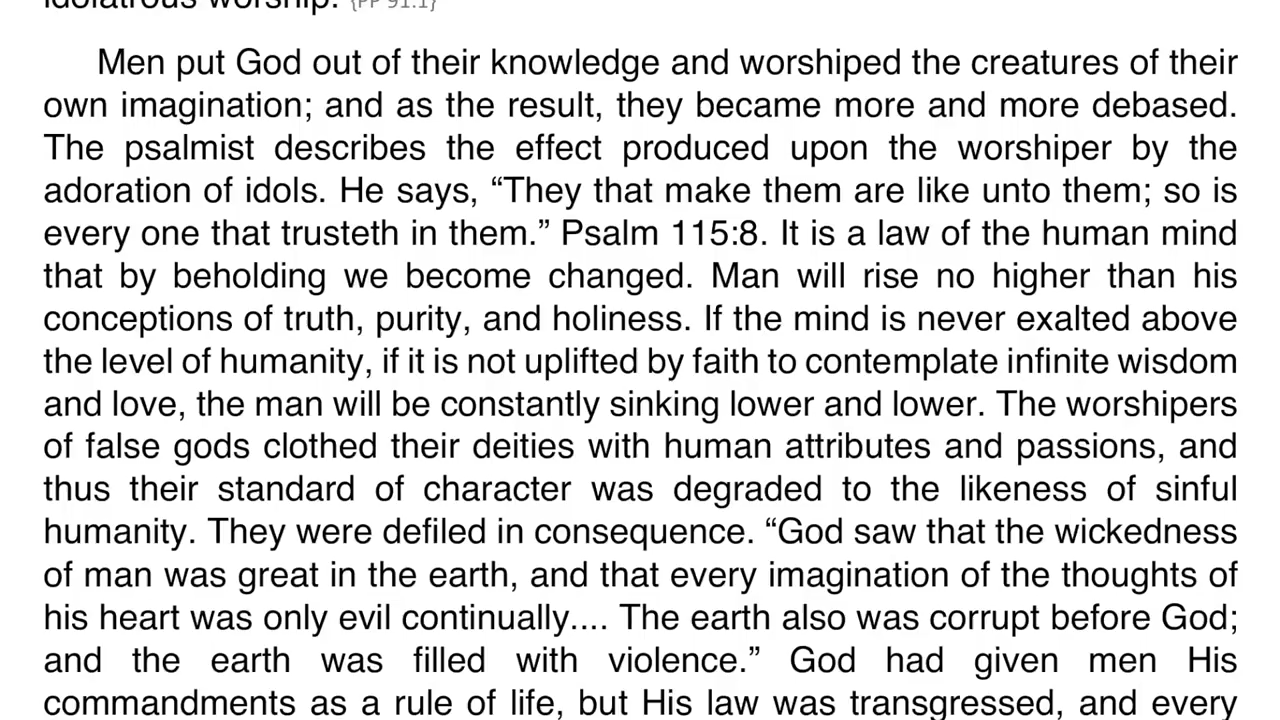 idolatrous worship. {PP 91.1}
Men put God out of their knowledge and worshiped the creatures of their
own imagination; and as the result, they became more and more debased.
The psalmist describes the effect produced upon the worshiper by the
adoration of idols. He says, “They that make them are like unto them; so is
every one that trusteth in them.” Psalm 115:8. It is a law of the human mind
that by beholding we become changed. Man will rise no higher than his
conceptions of truth, purity, and holiness. If the mind is never exalted above
the level of humanity, if it is not uplifted by faith to contemplate infinite wisdom
and love, the man will be constantly sinking lower and lower. The worshipers
of false gods clothed their deities with human attributes and passions, and
thus their standard of character was degraded to the likeness of sinful
humanity. They were defiled in consequence. “God saw that the wickedness
of man was great in the earth, and that every imagination of the thoughts of
his heart was only evil continually.... The earth also was corrupt before God;
and the earth was filled with violence.” God had given men His
commandments as a rule of life, but His law was transgressed, and every